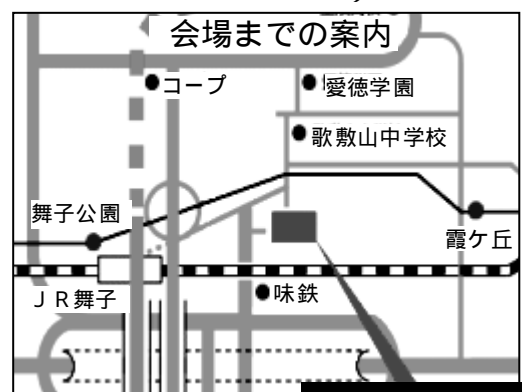 会場までの案内
コープ
愛徳学園
歌敷山中学校
舞子公園
霞ケ丘
ＪＲ舞子
味鉄